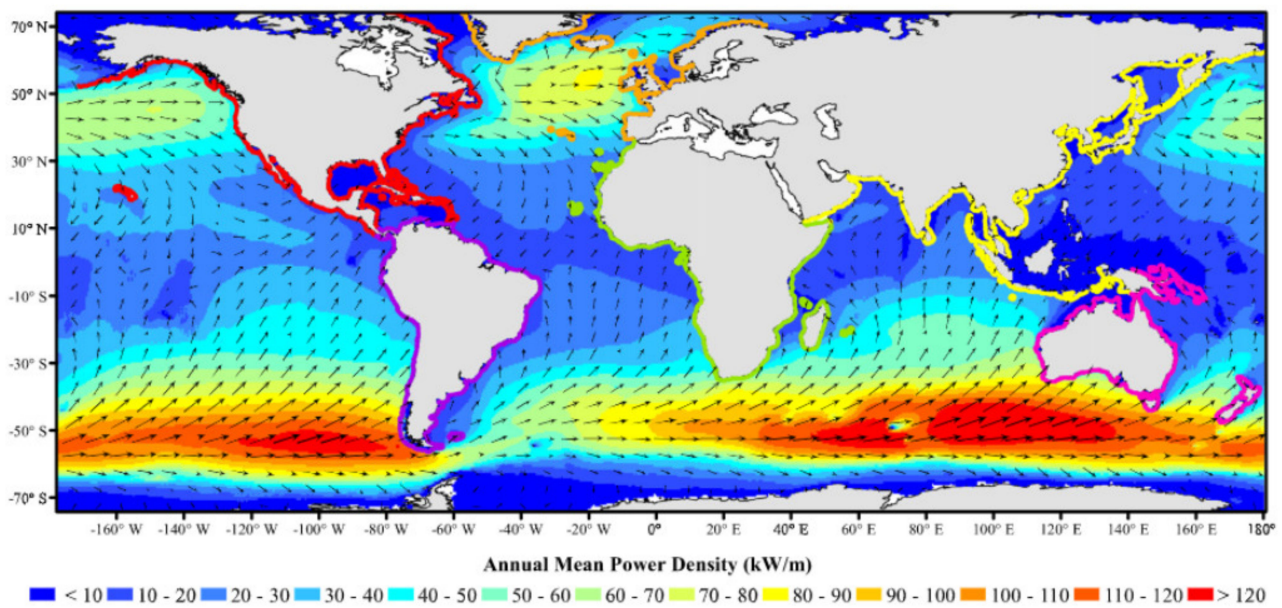 70° N
50° N
30° N
10° N
-10° S
-30° S
-50° S
-70° S
-160° W -140° W -120° W -100° W -80° W -60° W -40° W -20° W 0° 20° E 40° E 60° E 80° E 100° E 120° E 140° E 160° E 180°
Annual Mean Power Density (kW/m)
< 10 10 - 20 20 - 30 30 - 40 40 - 50 50 - 60 60 - 70 70 - 80 80 - 90 90 - 100 100 - 110 110 - 120 > 120